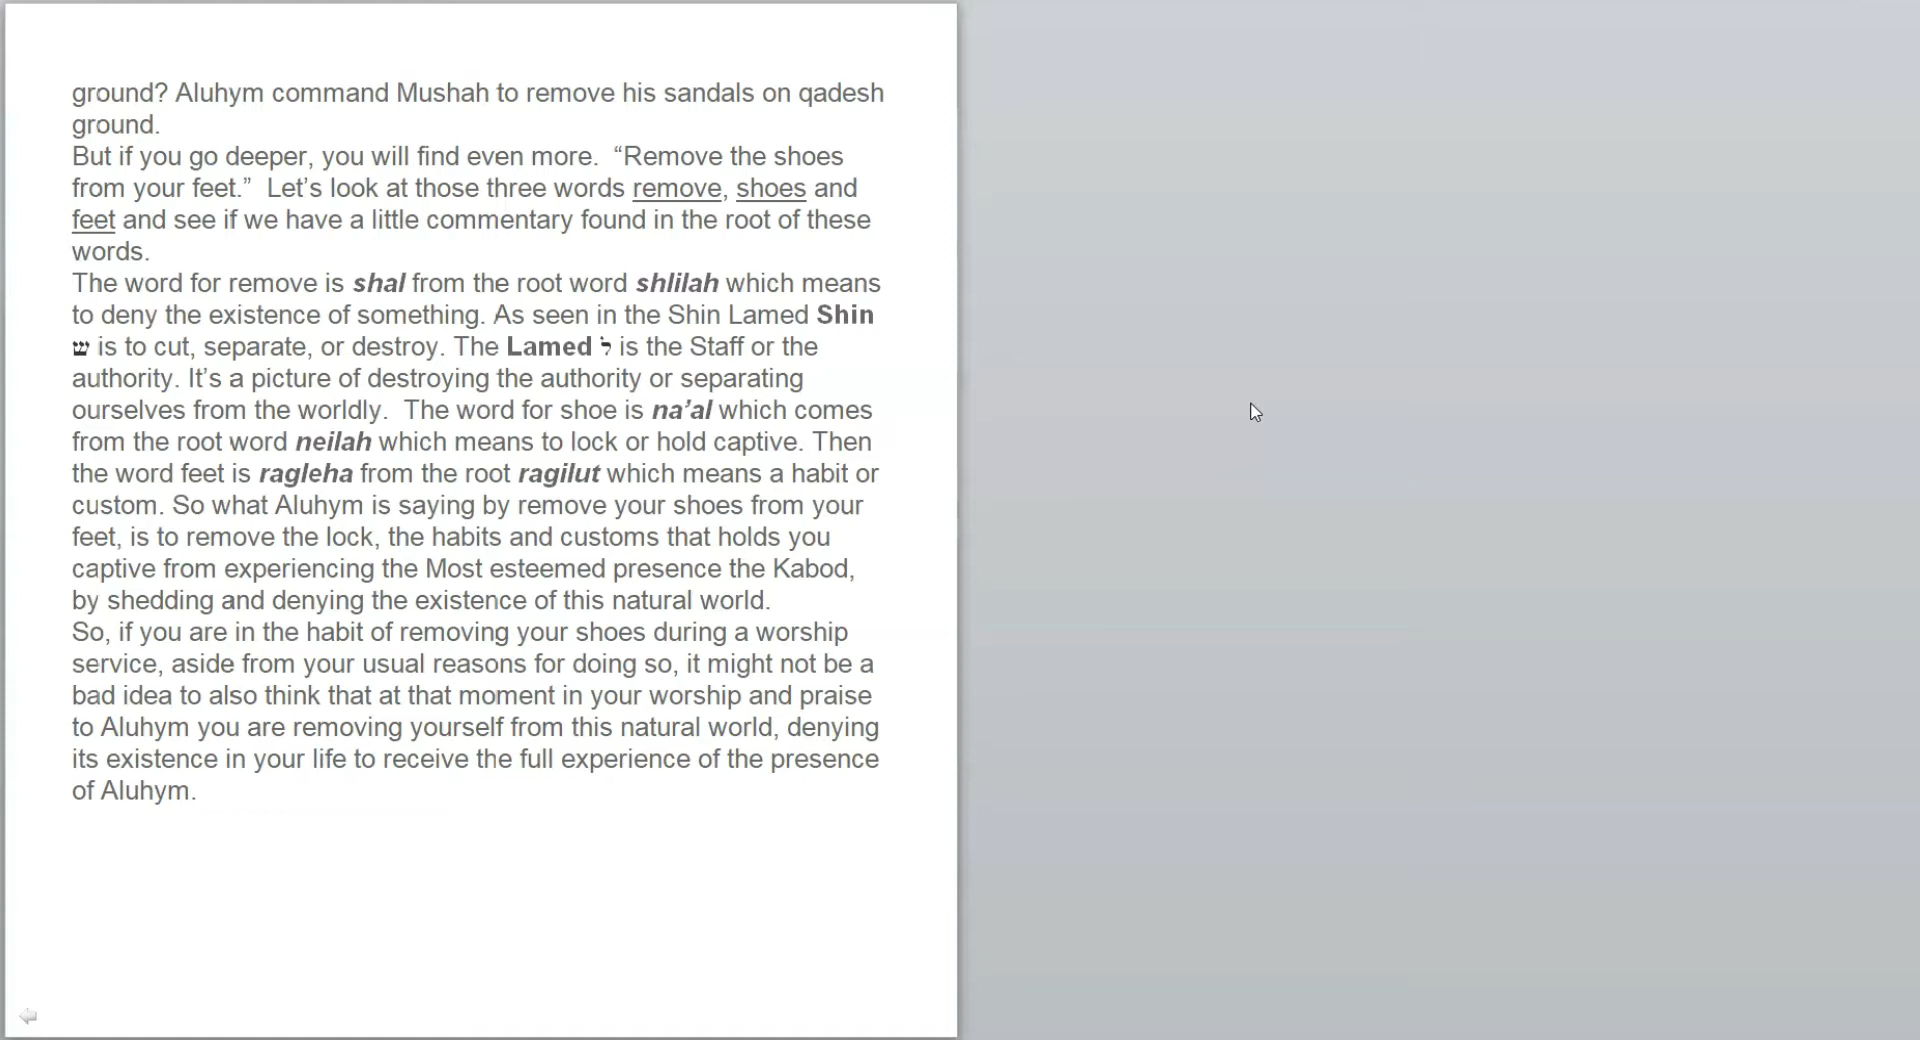 ground? Aluhym command Mushah to remove his sandals on qadesh
ground.
But if you go deeper, you will find even more.  “Remove the shoes
from your feet.”  Let’s look at those three words remove, shoes and
feet and see if we have a little commentary found in the root of these
words.
The word for remove is shal from the root word shlilah which means
to deny the existence of something. As seen in the Shin Lamed Shin
שׁ is to cut, separate, or destroy. The Lamed ל is the Staff or the
authority. It’s a picture of destroying the authority or separating
ourselves from the worldly.  The word for shoe is na’al which comes
from the root word neilah which means to lock or hold captive. Then
the word feet is ragleha from the root ragilut which means a habit or
custom. So what Aluhym is saying by remove your shoes from your
feet, is to remove the lock, the habits and customs that holds you
captive from experiencing the Most esteemed presence the Kabod,
by shedding and denying the existence of this natural world.
So, if you are in the habit of removing your shoes during a worship
service, aside from your usual reasons for doing so, it might not be a
bad idea to also think that at that moment in your worship and praise
to Aluhym you are removing yourself from this natural world, denying
its existence in your life to receive the full experience of the presence
of Aluhym.